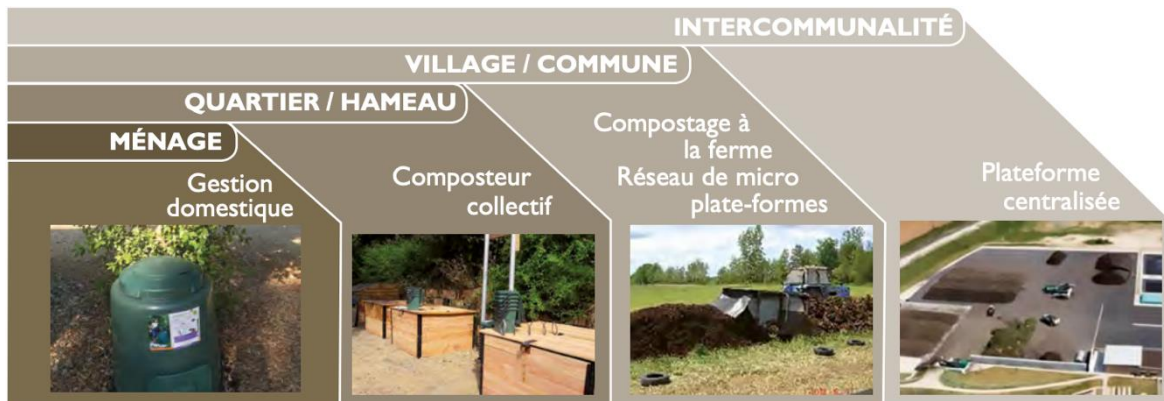 INTERCOMMUNALITÉ
VILLAGE / COMMUNE
QUARTIER / HAMEAU
MÉNAGE
Gestion
domestique
Composteur
collectif
Compostage à
la ferme
Réseau de micro
plate-formes
Plateforme
centralisée